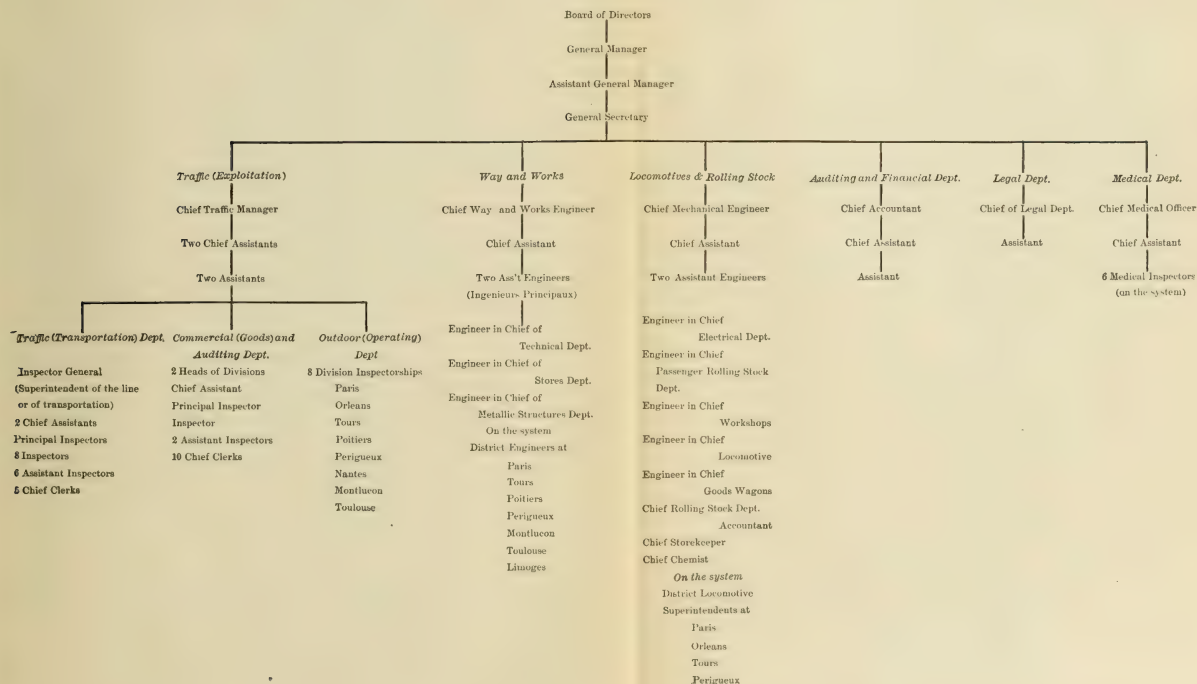 Board of Directors
General Manager
Assistant General Manager
General Secretary
Traffic (Exploitation)
Chief Traffic Manager
Two Chief Assistants
Two Assistants
Traffic (Transportation) Dept.
Inspector General
(Superintendent of the line
or of transportation)
2 Chief Assistants
Principal Inspectors
8 Inspectors
6 Assistant Inspectors
5 Chief Clerks
Commercial (Goods) and
Auditing Dept.
2 Heads of Divisions
Chief Assistant
Principal Inspector
Inspector
2 Assistant Inspectors
10 Chief Clerks
Outdoor (Operating)
Dept
8 Division Inspectorships
Paris
Orleans
Tours
Poitiers
Perigueux
Nantes
Montlucon
Toulouse
Way and Works
Chief Way and Works Engineer
Chief Assistant
Two Ass't Engineers
(Ingenieurs Principaux)
Engineer in Chief of
Technical Dept.
Engineer in Chief of
Stores Dept.
Engineer in Chief of
Metallic Structures Dept.
On the system
District Engineers at
Paris
Tours
Poitiers
Perigueux
Montlucon
Toulouse
Limoges
Locomotives & Rolling Stock
Chief Mechanical Engineer
Chief Assistant
Two Assistant Engineers
Engineer in Chief
Electrical Dept.
Engineer in Chief
Passenger Rolling Stock
Dept.
Engineer in Chief
Workshops
Engineer in Chief
Locomotive
Engineer in Chief
Goods Wagons
Chief Rolling Stock Dept.
Accountant
Chief Storekeeper
Chief Chemist
On the system
District Locomotive
Superintendents at
Paris
Orleans
Tours
Perigueux
Auditing and Financial Dept.
Chief Accountant
Chief Assistant
Assistant
Legal Dept.
Chief of Legal Dept.
Assistant
Medical Dept.
Chief Medical Officer
Chief Assistant
6 Medical Inspectors
(on the system)